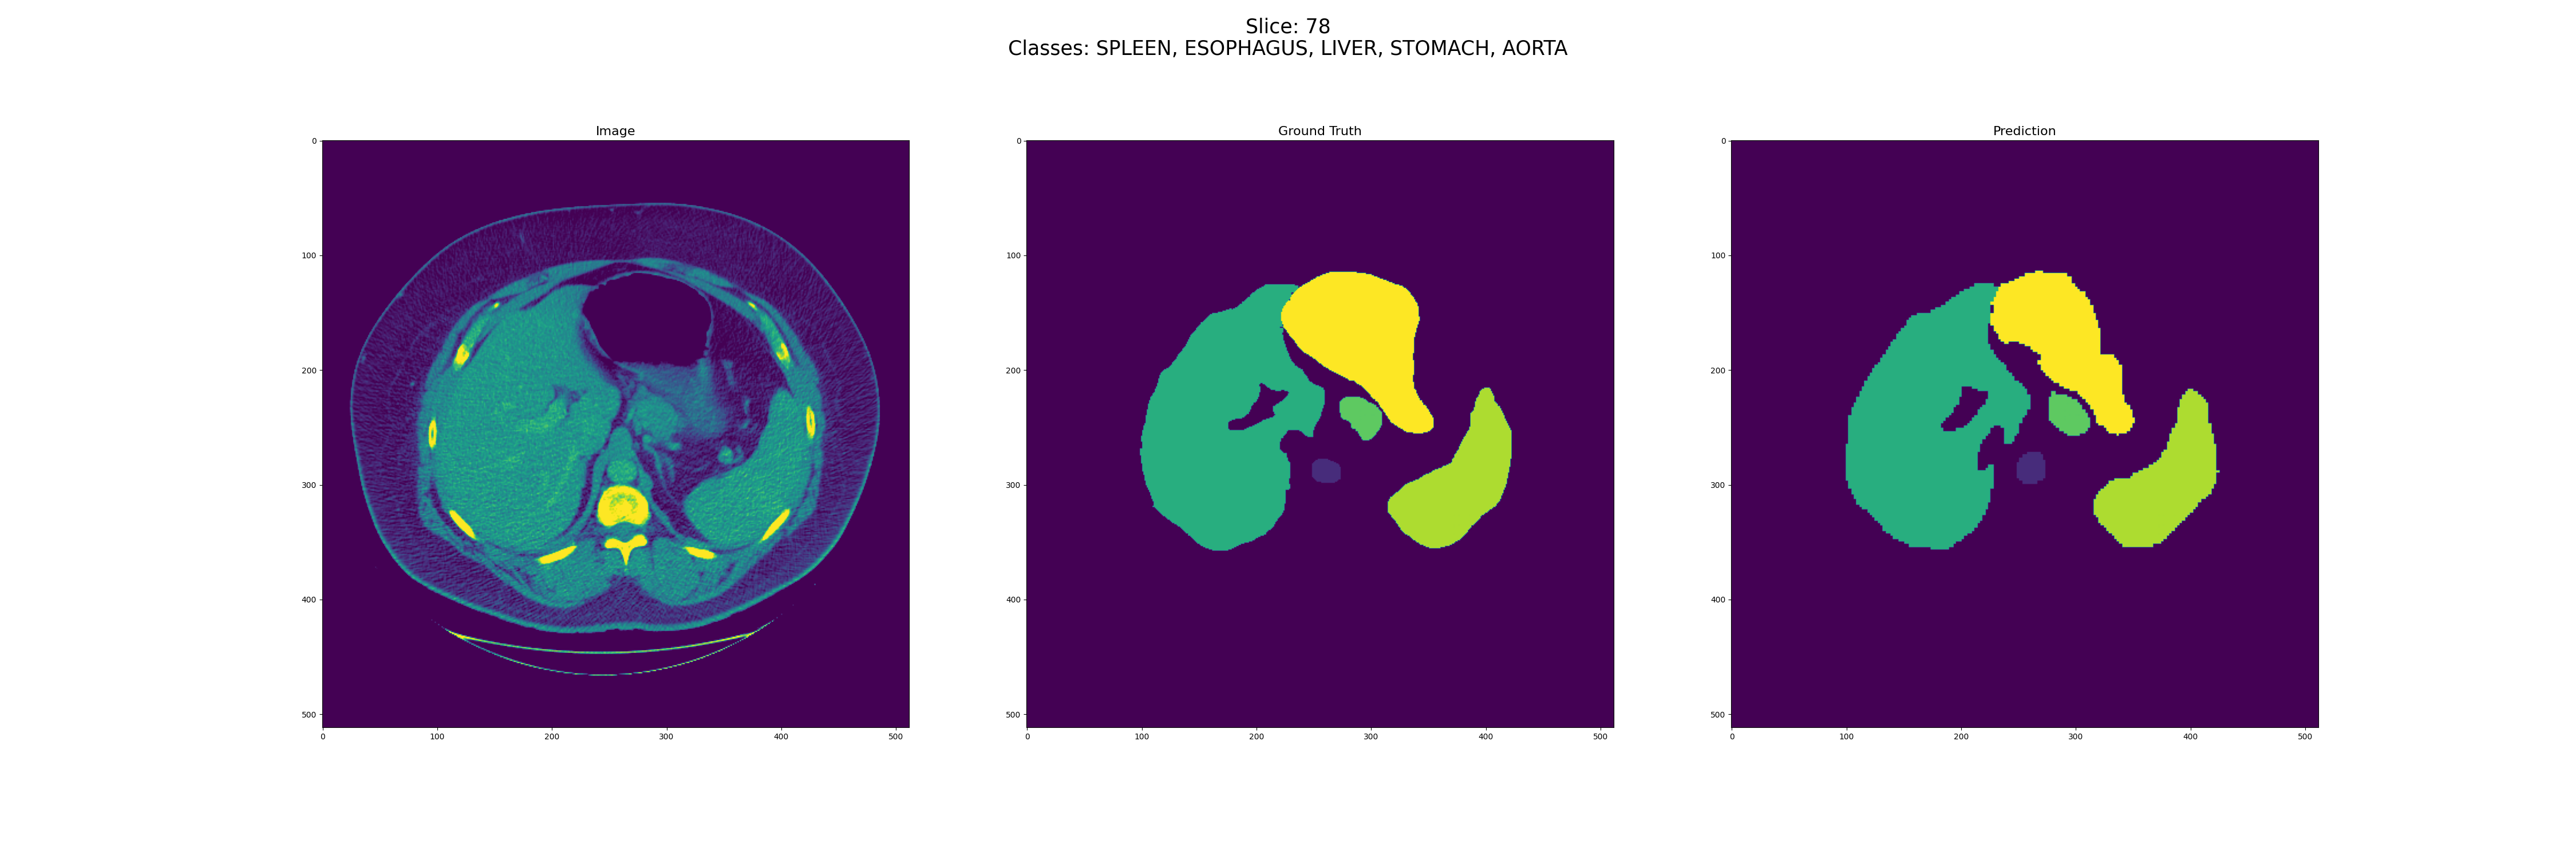 Slice: 78
Classes: SPLEEN, ESOPHAGUS, LIVER, STOMACH, AORTA
Image
0
100
200
300
400
500
0 100 200 300 400 500
Ground Truth
0
100
200
300
400
500
0 100 200 300 400 500
Prediction
0
100
200
300
400
500
0 100 200 300 400 500